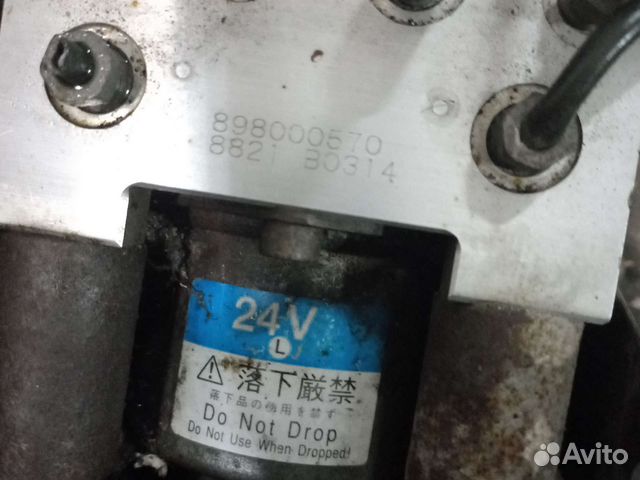 898000570
8821 B0314
24V
L
⚠ 落下厳禁
落下品の使用を禁ず
Do Not Drop
Do Not Use When Dropped!
Avito